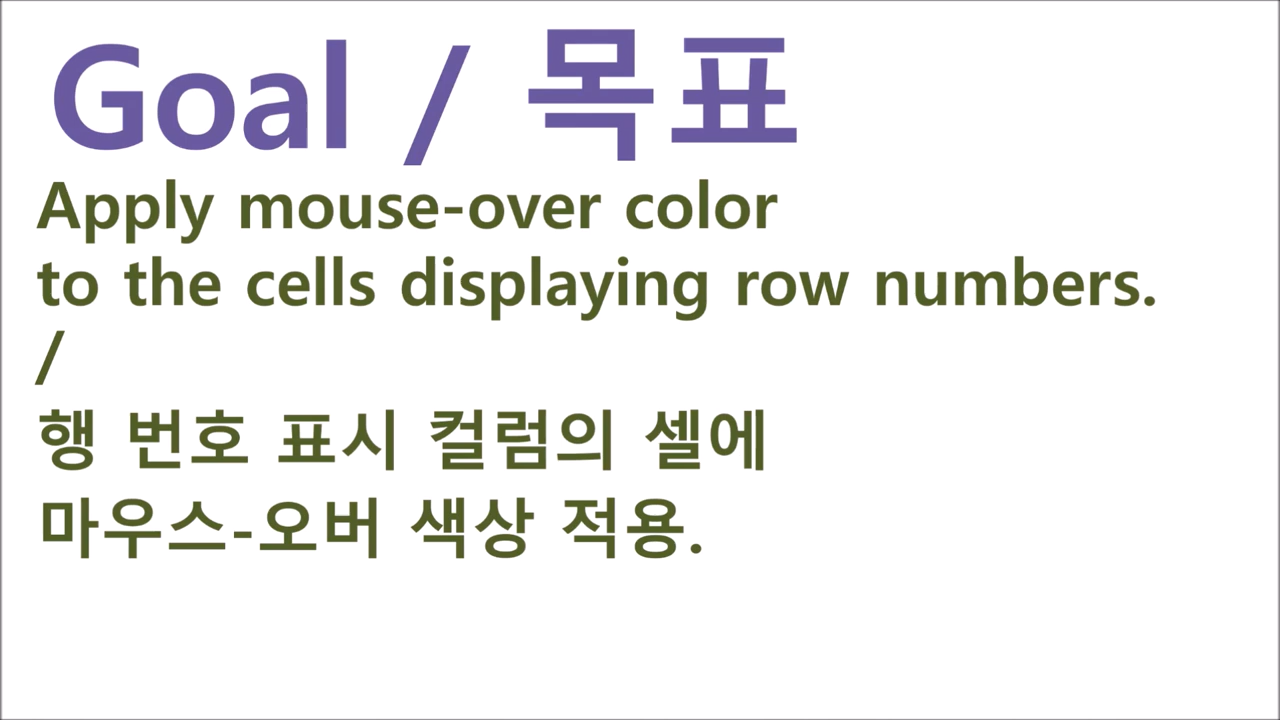 Goal / 목표
Apply mouse-over color
to the cells displaying row numbers.
/
행 번호 표시 컬럼의 셀에
마우스-오버 색상 적용.